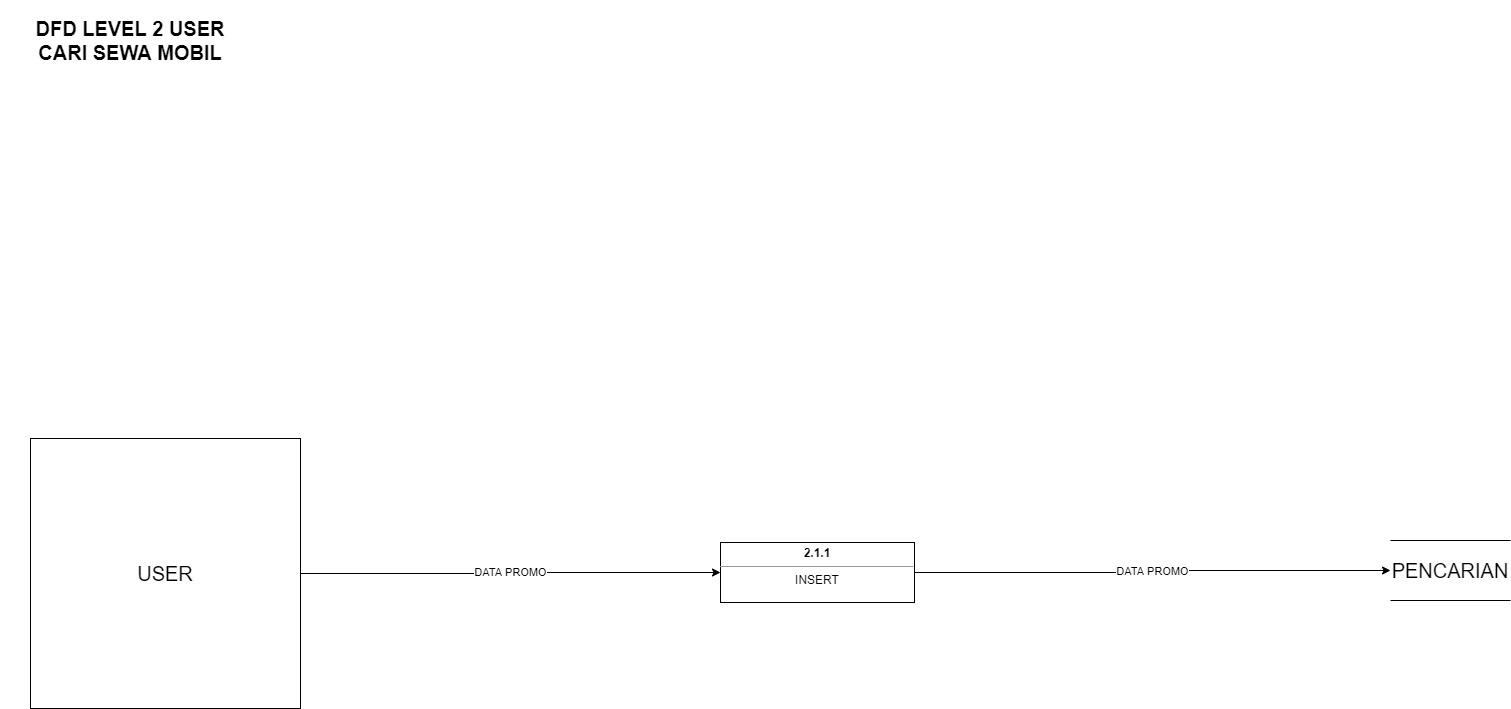 DFD LEVEL 2 USER
CARI SEWA MOBIL
USER
DATA PROMO
2.1.1
INSERT
DATA PROMO
PENCARIAN